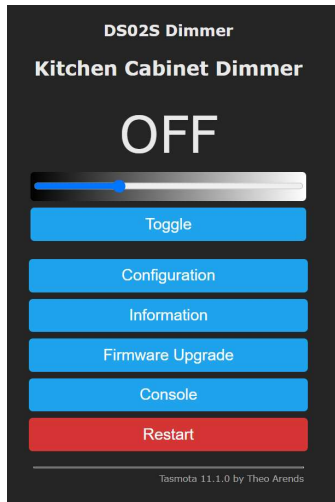 DS02S Dimmer
Kitchen Cabinet Dimmer
OFF
Toggle
Configuration
Information
Firmware Upgrade
Console
Restart
Tasmota 11.1.0 by Theo Arends